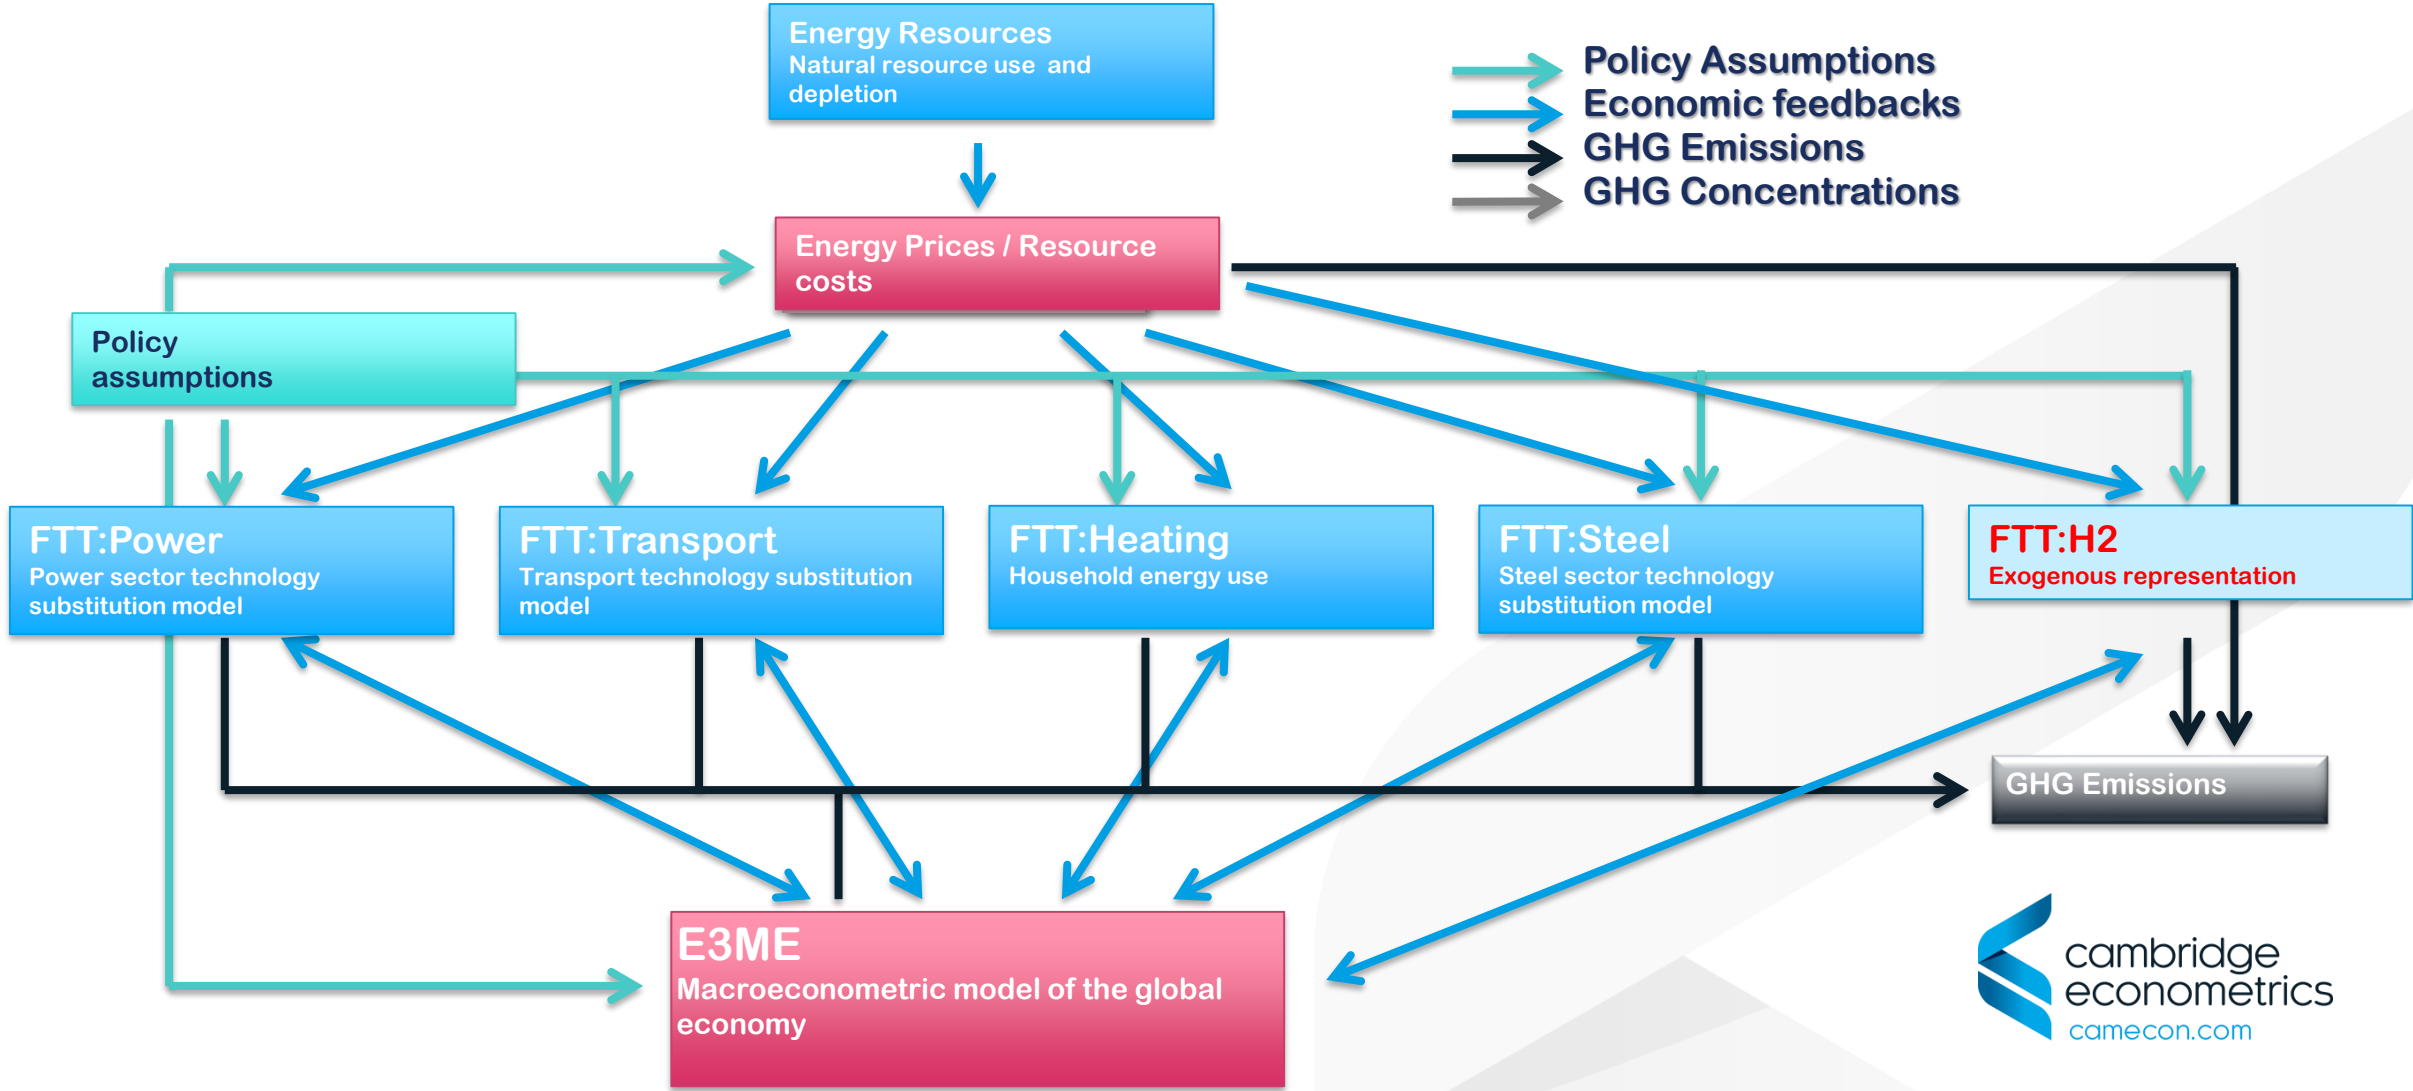 Energy Resources
Natural resource use  and
depletion
Policy Assumptions
Economic feedbacks
GHG Emissions
GHG Concentrations
Energy Prices / Resource
costs
Policy
assumptions
FTT:Power
Power sector technology
substitution model
FTT:Transport
Transport technology substitution
model
FTT:Heating
Household energy use
FTT:Steel
Steel sector technology
substitution model
FTT:H2
Exogenous representation
GHG Emissions
E3ME
Macroeconometric model of the global
economy
cambridge
econometrics
camecon.com